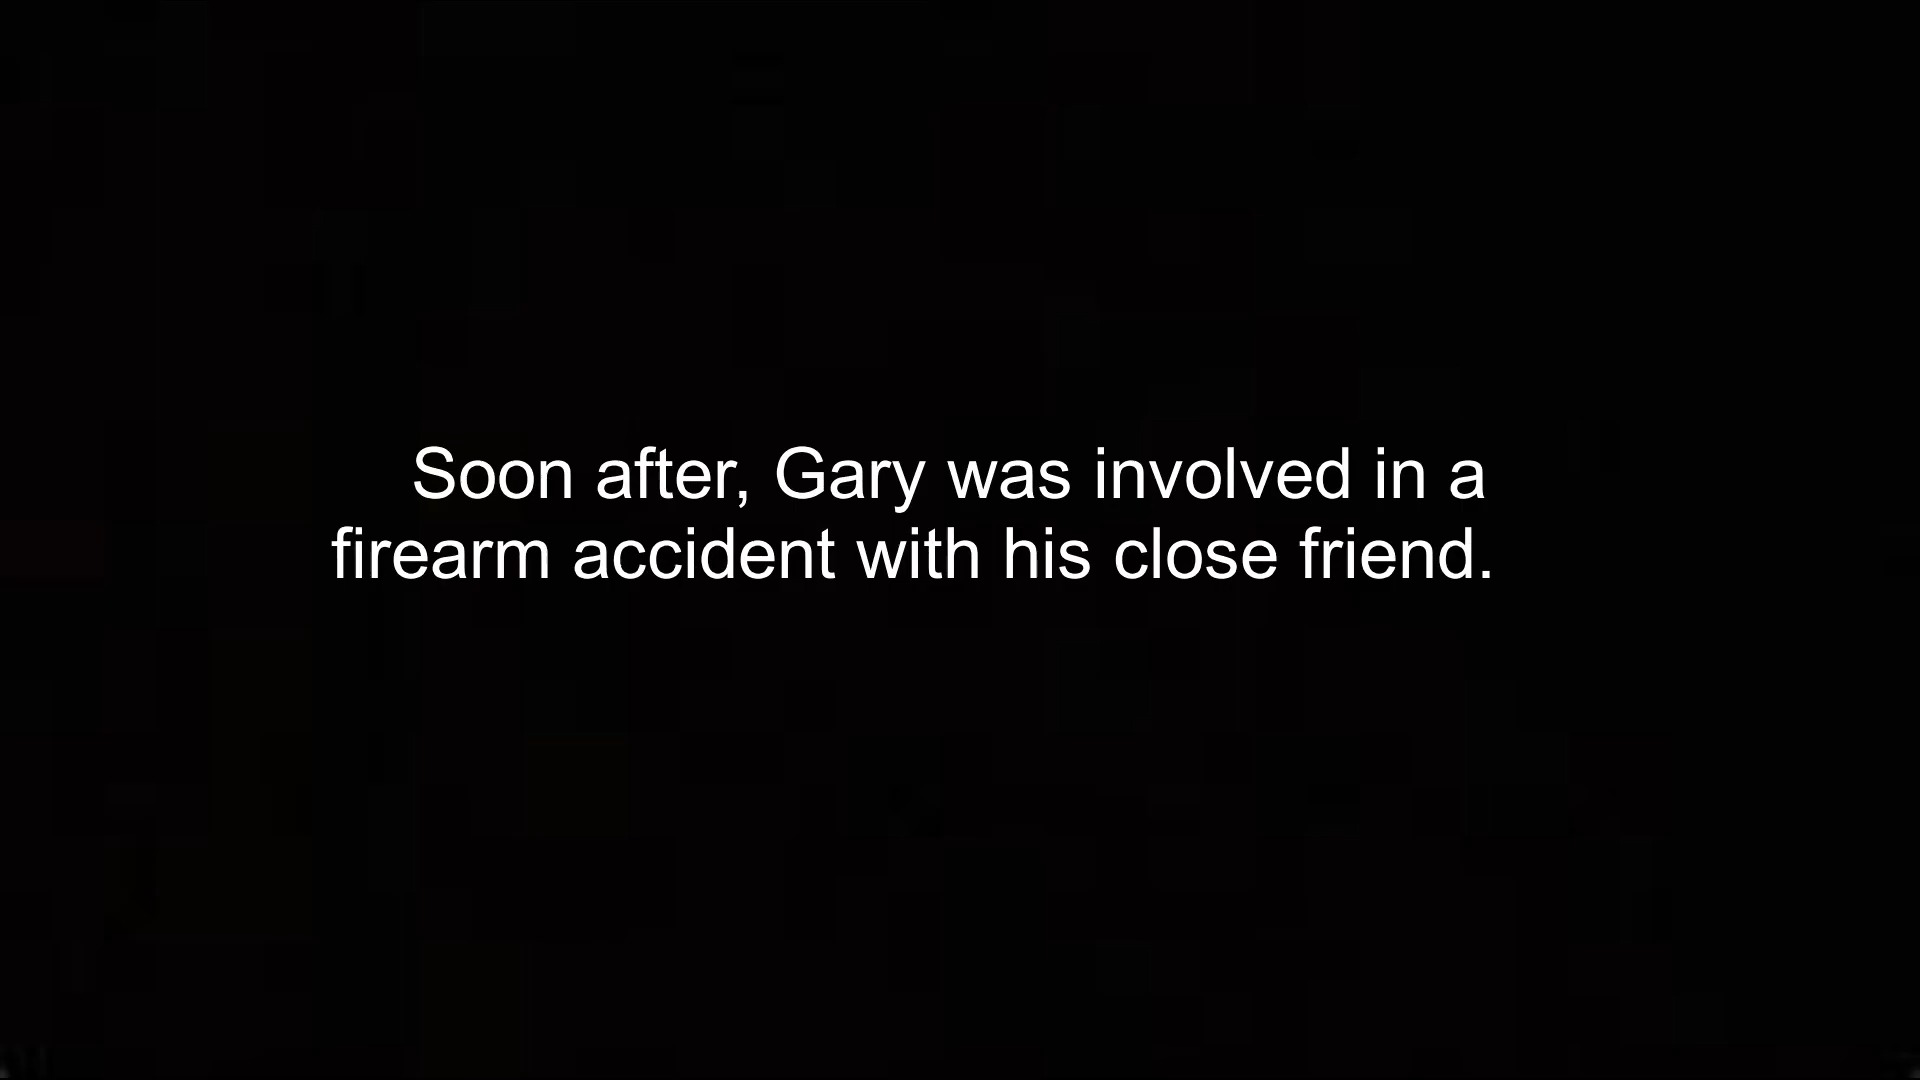 Soon after, Gary was involved in a
firearm accident with his close friend.